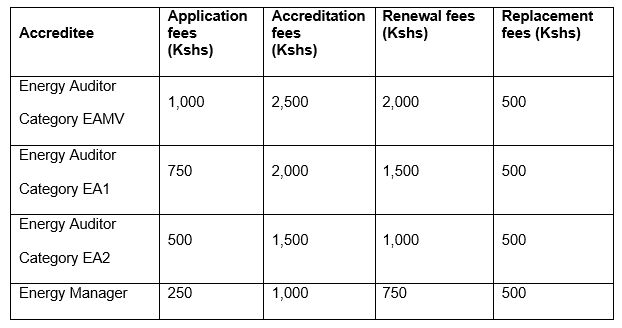 Accreditee
Application
fees
(Kshs)
Accreditation
fees
(Kshs)
Renewal fees
(Kshs)
Replacement
fees (Kshs)
Energy Auditor
Category EAMV
1,000
2,500
2,000
500
Energy Auditor
Category EA1
750
2,000
1,500
500
Energy Auditor
Category EA2
500
1,500
1,000
500
Energy Manager
250
1,000
750
500